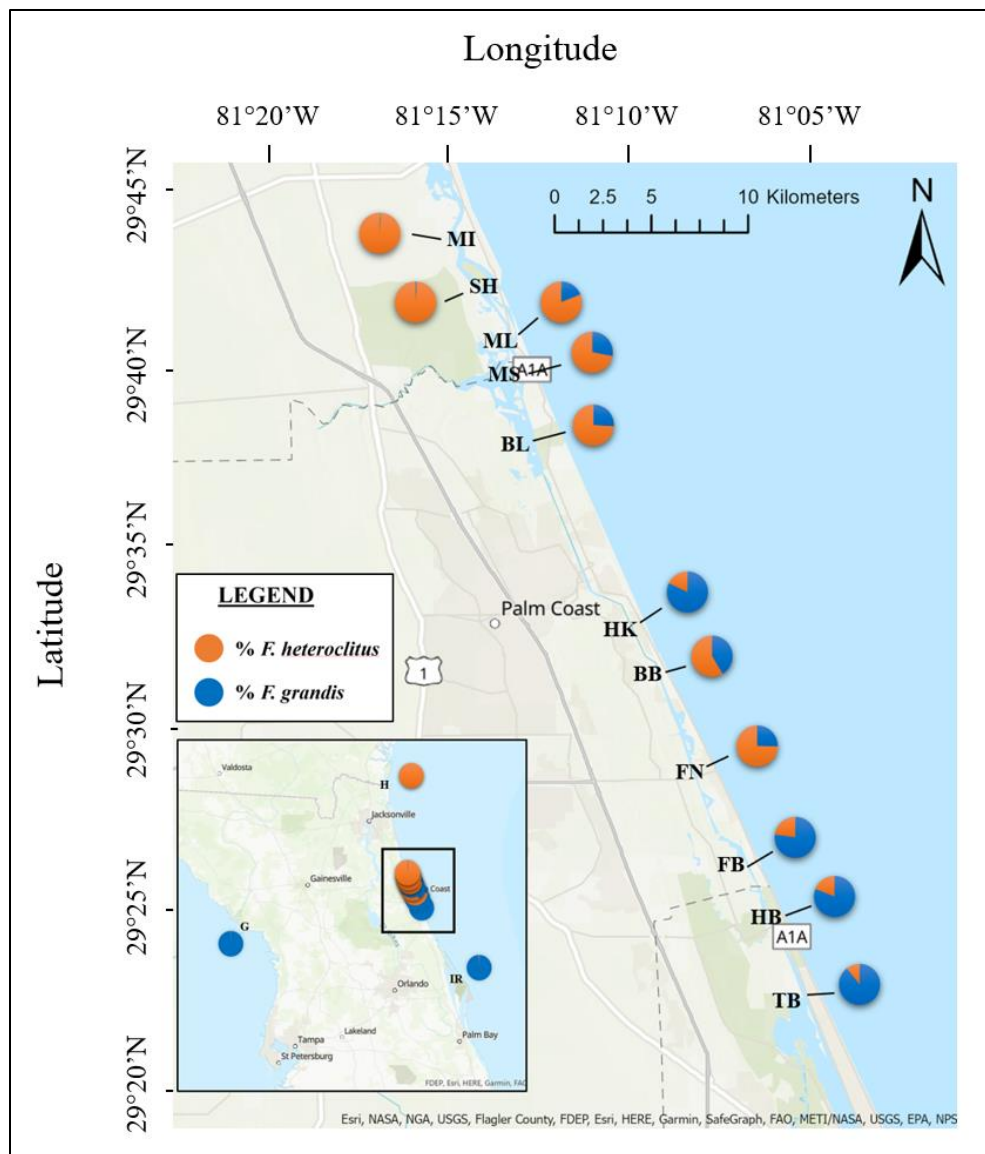 Longitude
81°20’W 81°15’W 81°10’W 81°05’W
Latitude
29°45’N
29°40’N
29°35’N
29°30’N
29°25’N
29°20’N
0 2.5 5 10 Kilometers
N
MI
SH
ML
MS
A1A
BL
HK
Palm Coast
BB
1
FN
FB
HB
A1A
TB
LEGEND
% F. heteroclitus
% F. grandis
Valdosta
H
Jacksonville
Gainesville
Coast
G
IR
Orlando
Lakeland
Palm Bay
Tampa
St Petersburg
FDEP, Esri, HERE, Garmin, FAO
Esri, NASA, NGA, USGS, Flagler County, FDEP, Esri, HERE, Garmin, SafeGraph, FAO, METI/NASA, USGS, EPA, NPS